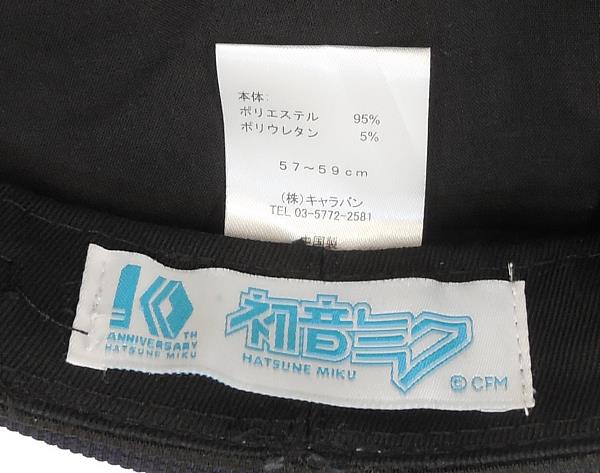 本体:
ポリエステル 95%
ポリウレタン 5%
57～59cm
(株)キャラバン
TEL 03-5772-2581
中国製
10TH
ANNIVERSARY
HATSUNE MIKU
初音ミク
HATSUNE MIKU
©CFM